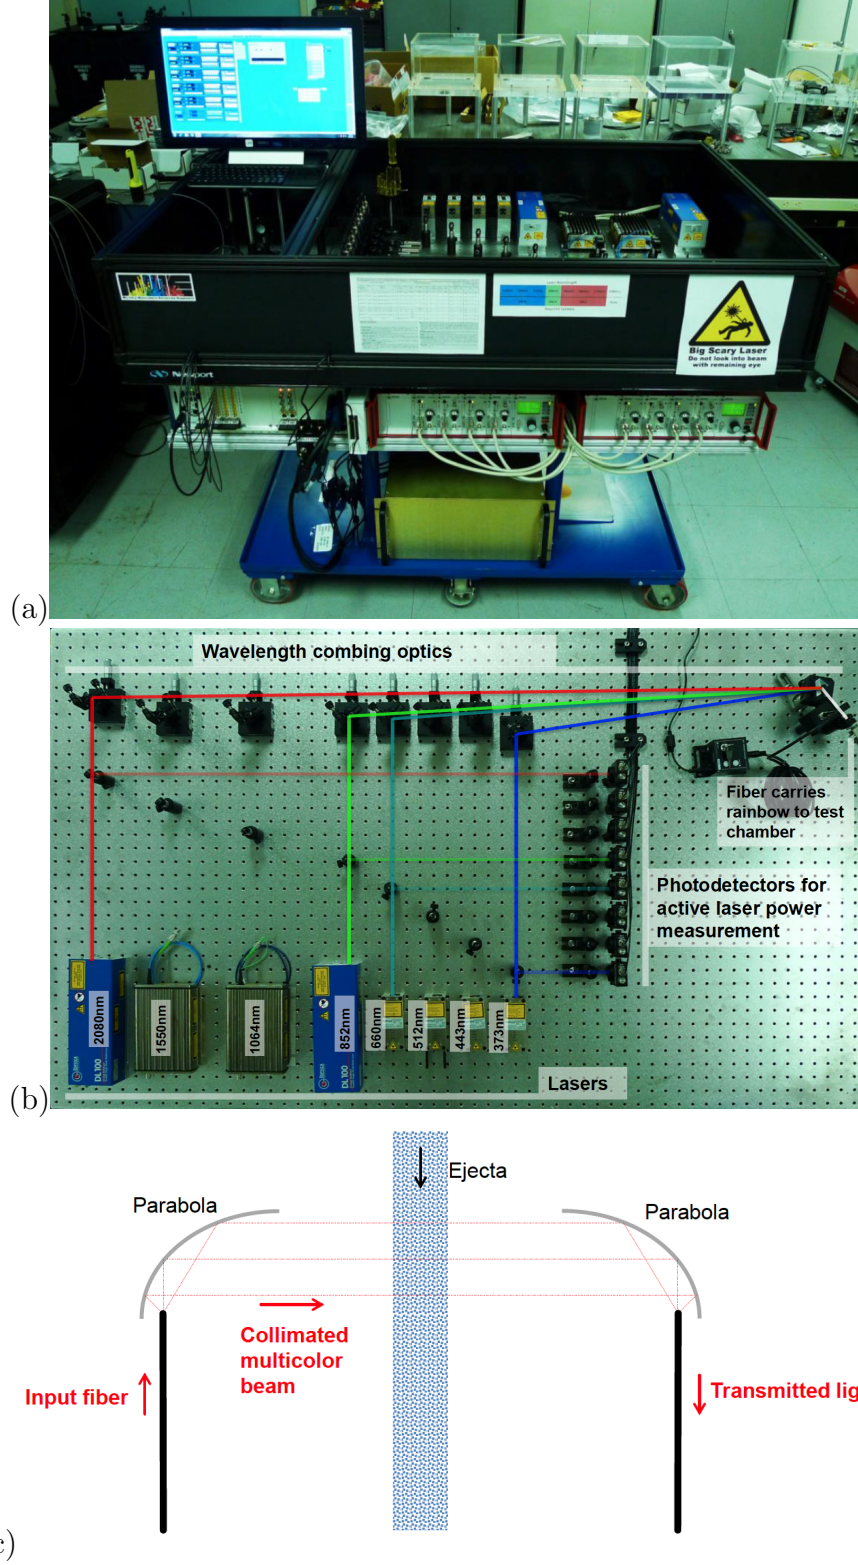 Newport
Big Scary Laser
Do not look into beam
with remaining eye
(a)
Wavelength combing optics
Fiber carries
rainbow to test
chamber
Photodetectors for
active laser power
measurement
2080nm
1550nm
1064nm
852nm
660nm
512nm
443nm
373nm
DL100
DL100
Lasers
(b)
Ejecta
Parabola
Parabola
Collimated
multicolor
beam
Input fiber
Transmitted lig
c)